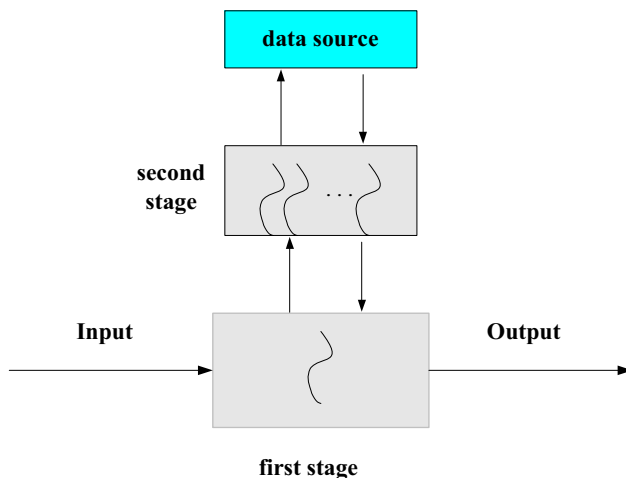 data source
second
stage
. . .
Input
Output
first stage